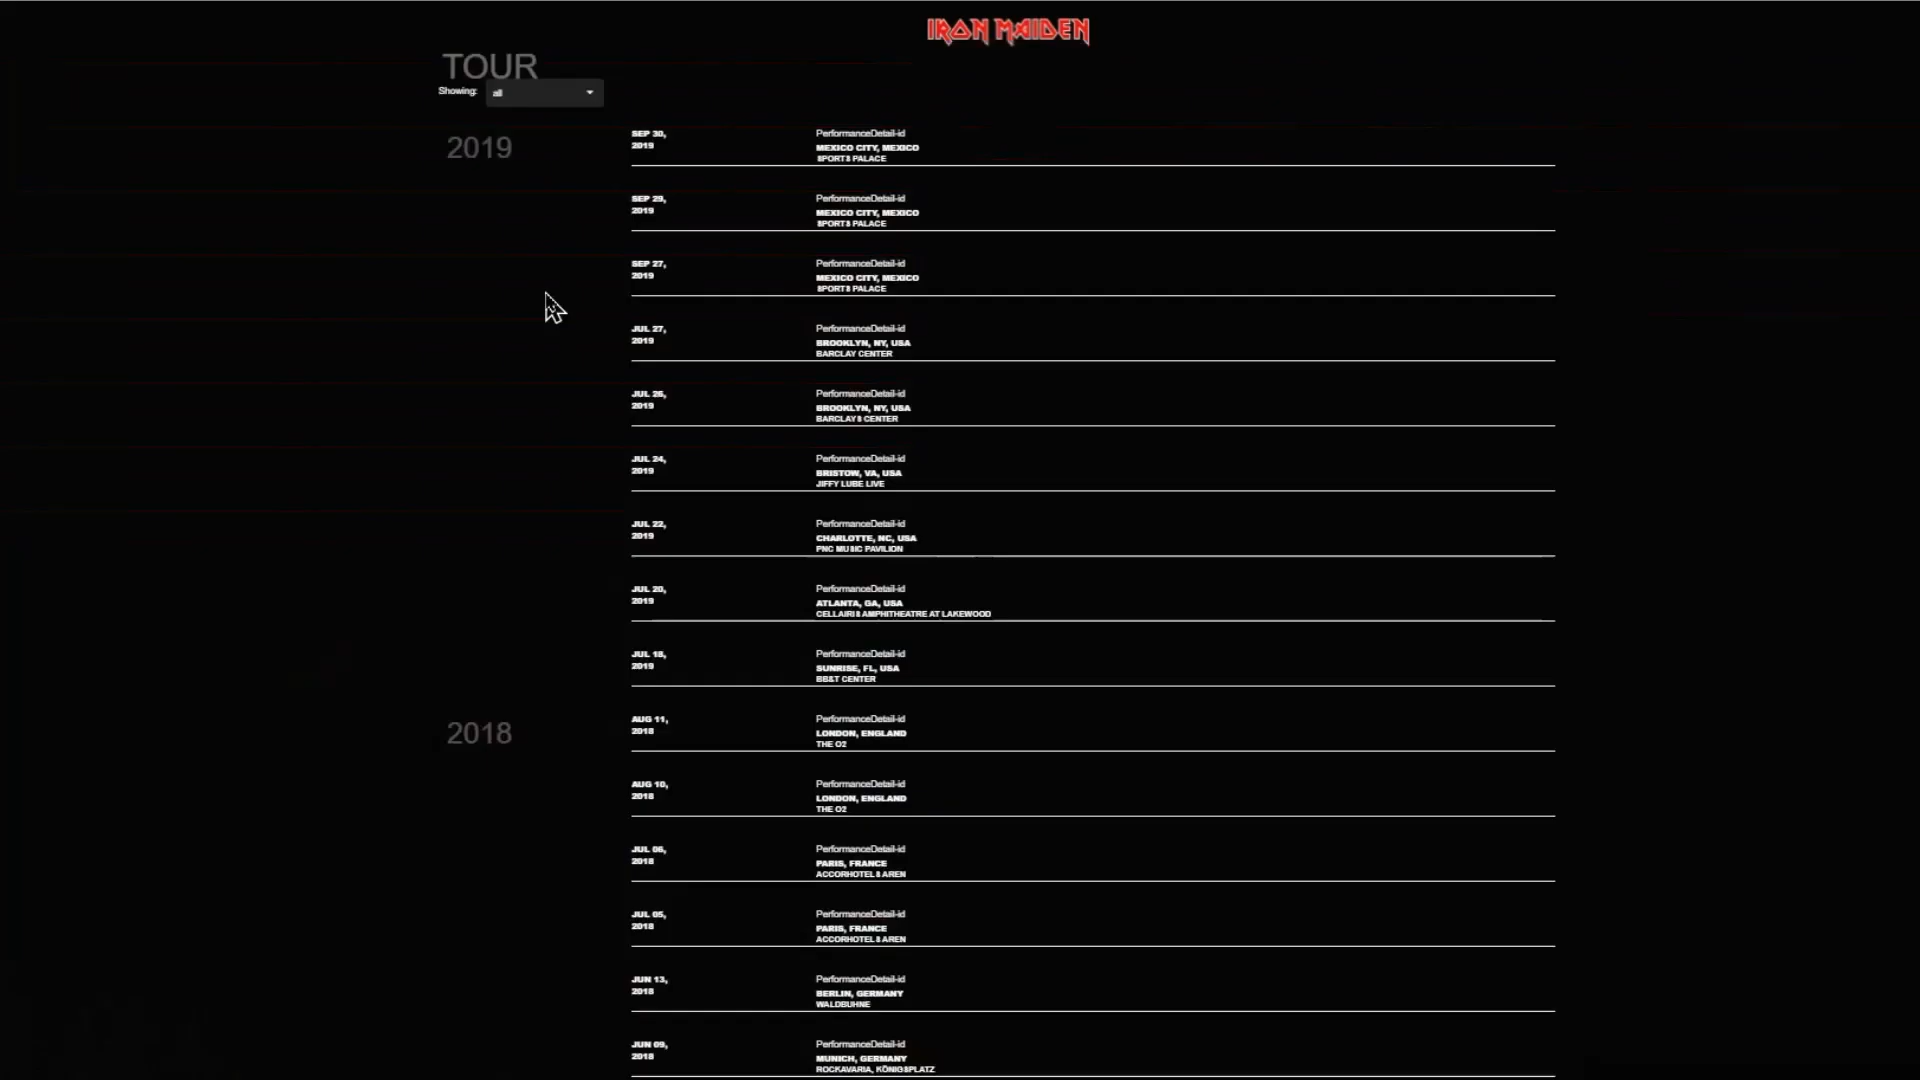 IRON MAIDEN
TOUR
Showing: all
2019
SEP 30,
2019
PerformanceDetail-id
MEXICO CITY, MEXICO
SPORTS PALACE
SEP 29,
2019
PerformanceDetail-id
MEXICO CITY, MEXICO
SPORTS PALACE
SEP 27,
2019
PerformanceDetail-id
MEXICO CITY, MEXICO
SPORTS PALACE
JUL 27,
2019
PerformanceDetail-id
BROOKLYN, NY, USA
BARCLAY CENTER
JUL 26,
2019
PerformanceDetail-id
BROOKLYN, NY, USA
BARCLAYS CENTER
JUL 24,
2019
PerformanceDetail-id
BRISTOW, VA, USA
JIFFY LUBE LIVE
JUL 22,
2019
PerformanceDetail-id
CHARLOTTE, NC, USA
PNC MUSIC PAVILION
JUL 20,
2019
PerformanceDetail-id
ATLANTA, GA, USA
CELLAIRIS AMPHITHEATRE AT LAKEWOOD
JUL 18,
2019
PerformanceDetail-id
SUNRISE, FL, USA
BB&T CENTER
2018
AUG 11,
2018
PerformanceDetail-id
LONDON, ENGLAND
THE O2
AUG 10,
2018
PerformanceDetail-id
LONDON, ENGLAND
THE O2
JUL 06,
2018
PerformanceDetail-id
PARIS, FRANCE
ACCORHOTELS AREN
JUL 05,
2018
PerformanceDetail-id
PARIS, FRANCE
ACCORHOTELS AREN
JUN 13,
2018
PerformanceDetail-id
BERLIN, GERMANY
WALDBUHNE
JUN 09,
2018
PerformanceDetail-id
MUNICH, GERMANY
ROCKAVARIA, KÖNIGSPLATZ